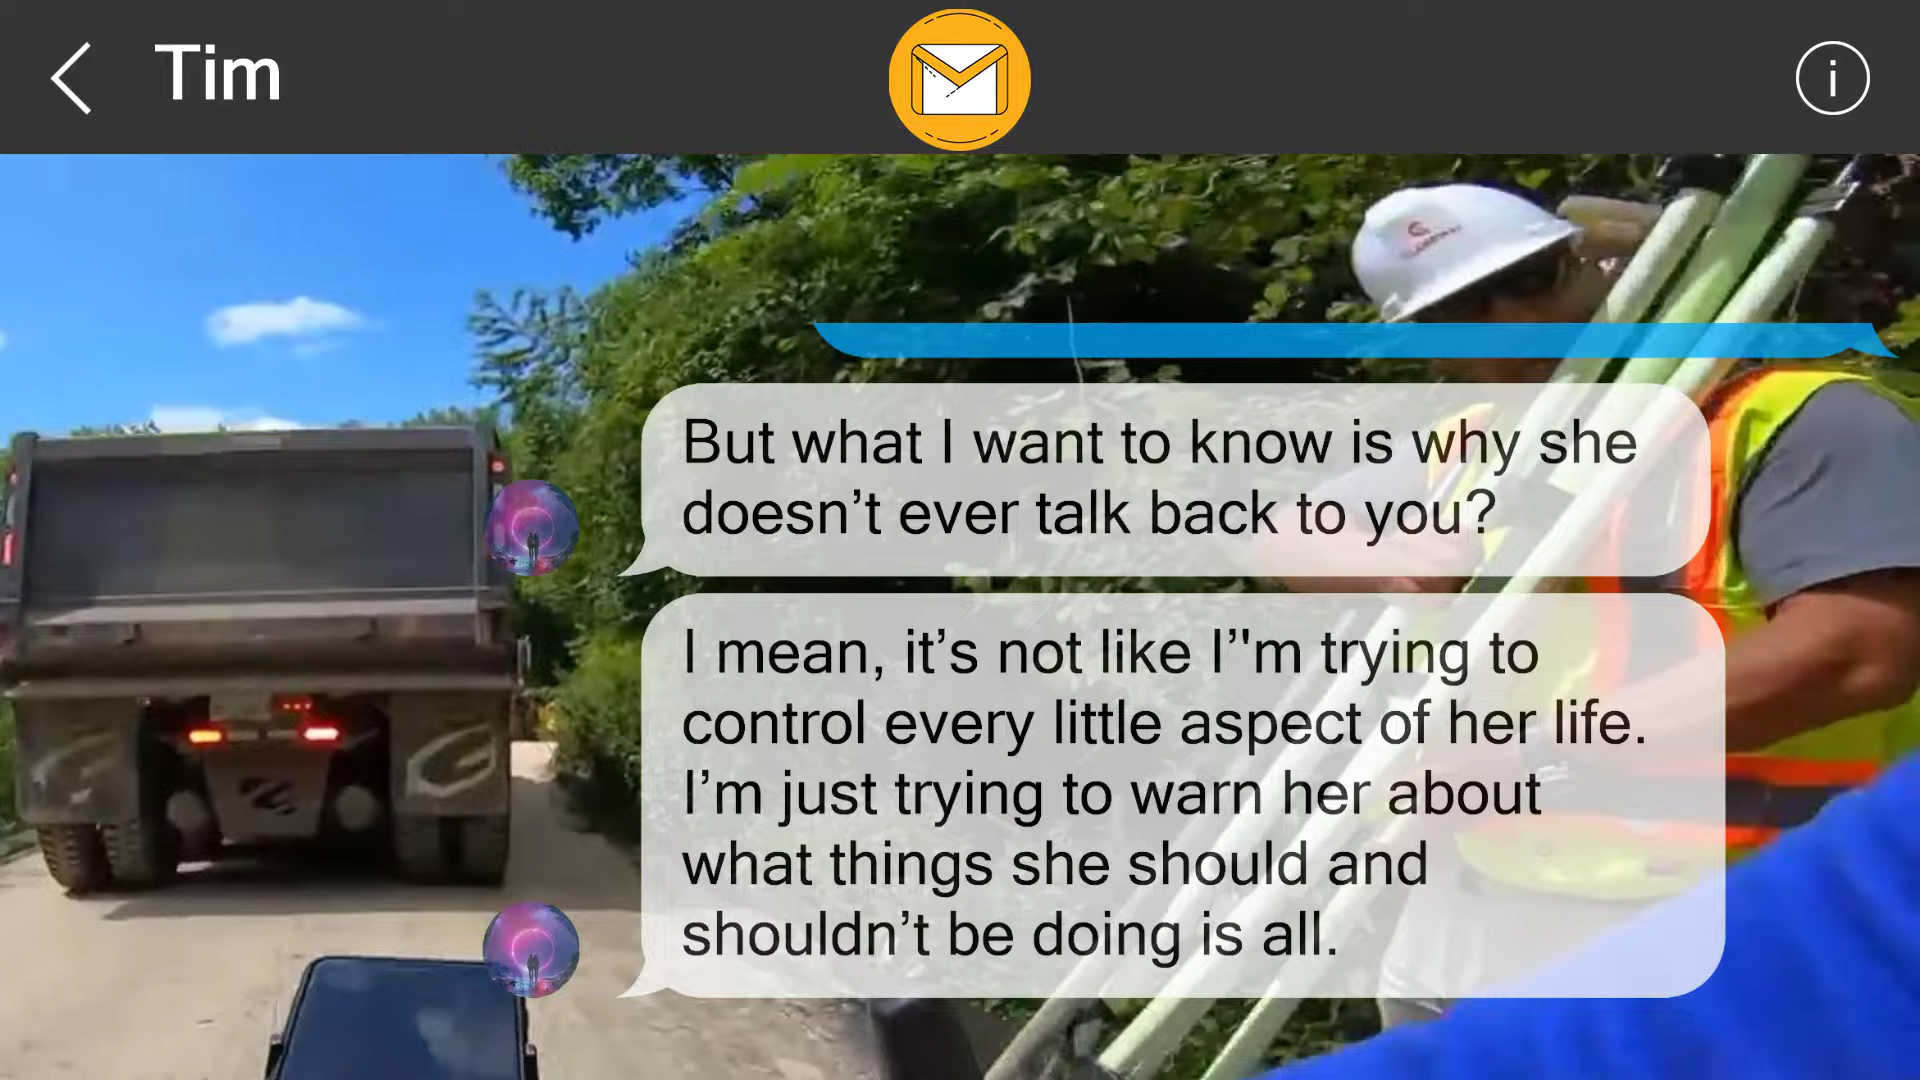 Tim
But what I want to know is why she
doesn’t ever talk back to you?
I mean, it’s not like I’'m trying to
control every little aspect of her life.
I’m just trying to warn her about
what things she should and
shouldn’t be doing is all.